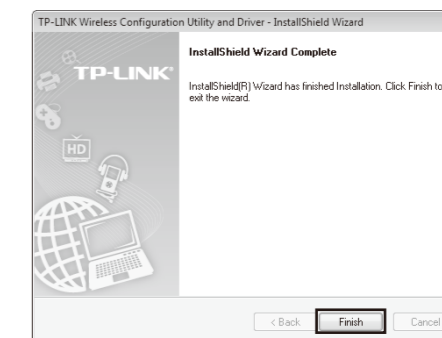 TP-LINK Wireless Configuration Utility and Driver - InstallShield Wizard
TP-LINK®
HD
InstallShield Wizard Complete
InstallShield(R) Wizard has finished Installation. Click Finish to
exit the wizard.
< Back Finish Cancel